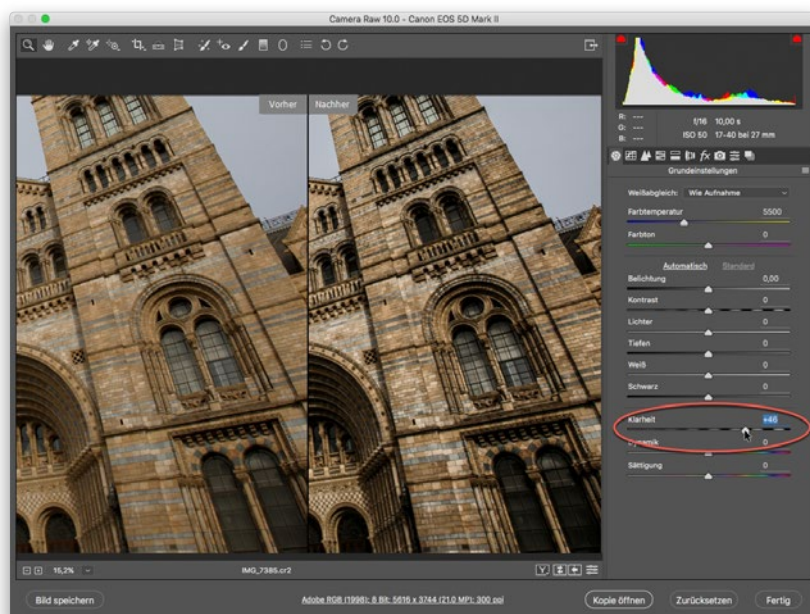 Camera Raw 10.0 - Canon EOS 5D Mark II
Vorher
Nachher
R: ---
G: ---
B: ---
f/16 10,00 s
ISO 50 17-40 bei 27 mm
fx
Grundeinstellungen
Weißabgleich: Wie Aufnahme
Farbtemperatur 5500
Farbton 0
Automatisch Standard
Belichtung 0,00
Kontrast 0
Lichter 0
Tiefen 0
Weiß 0
Schwarz 0
Klarheit +46
Dynamik 0
Sättigung 0
15,2% IMG_7385.cr2 Y
Bild speichern
Adobe RGB (1998); 8 Bit; 5616 x 3744 (21.0 MP); 300 ppi
Kopie öffnen
Zurücksetzen
Fertig